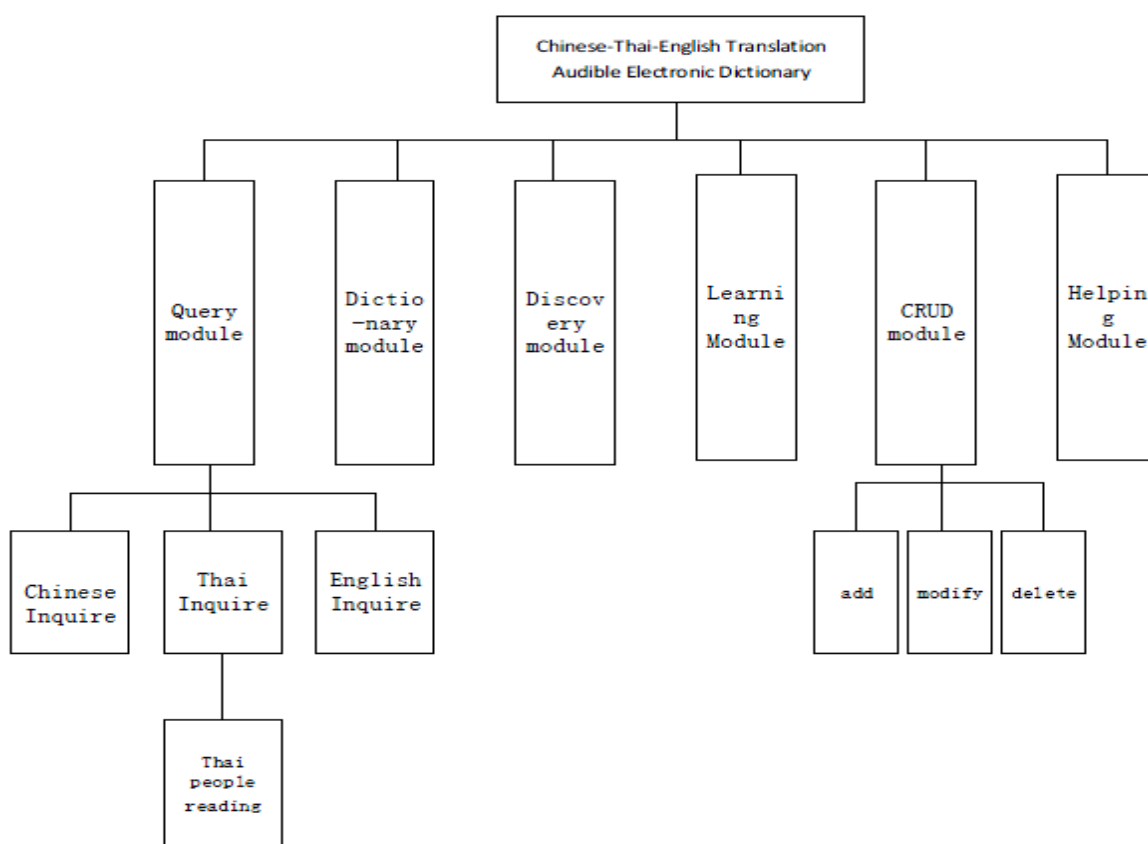 Chinese-Thai-English Translation
Audible Electronic Dictionary
Query
module
Dictio
-nary
module
Discov
ery
module
Learni
ng
Module
CRUD
module
Helpin
g
Module
Chinese
Inquire
Thai
Inquire
English
Inquire
add
modify
delete
Thai
people
reading